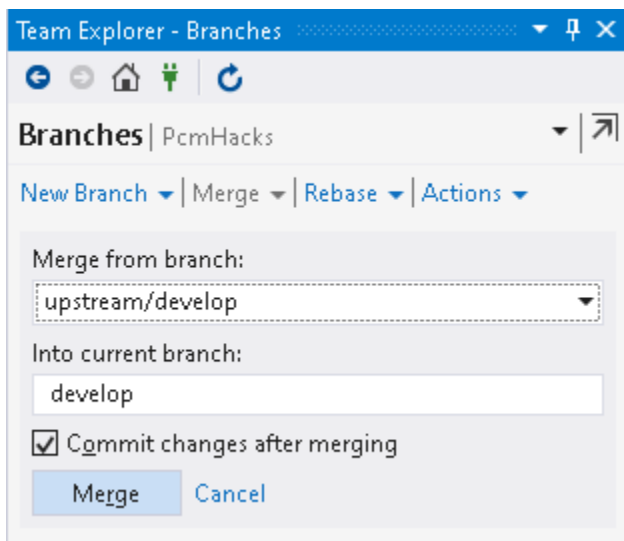 Team Explorer - Branches
Branches | PcmHacks
New Branch | Merge | Rebase | Actions
Merge from branch:
upstream/develop
Into current branch:
develop
Commit changes after merging
Merge Cancel